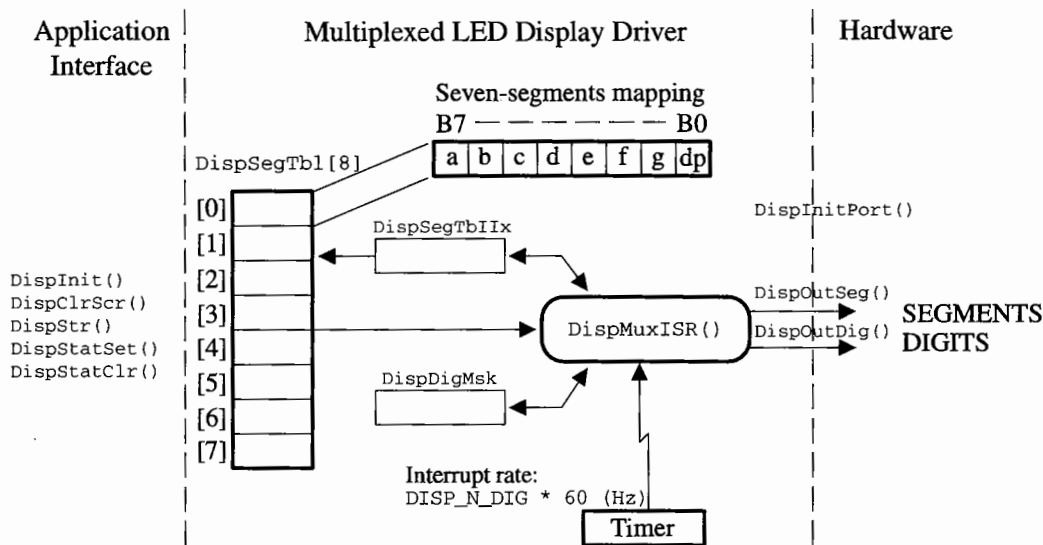 Application
Interface
Multiplexed LED Display Driver
Hardware
Seven-segments mapping
B7 B0
a b c d e f g dp
DispSegTbl[8]
[0]
[1]
[2]
[3]
[4]
[5]
[6]
[7]
DispInit()
DispClrScr()
DispStr()
DispStatSet()
DispStatClr()
DispSegTbIIx
DispMuxISR()
DispDigMsk
Interrupt rate:
DISP_N_DIG * 60 (Hz)
Timer
DispInitPort()
DispOutSeg()
DispOutDig()
SEGMENTS
DIGITS